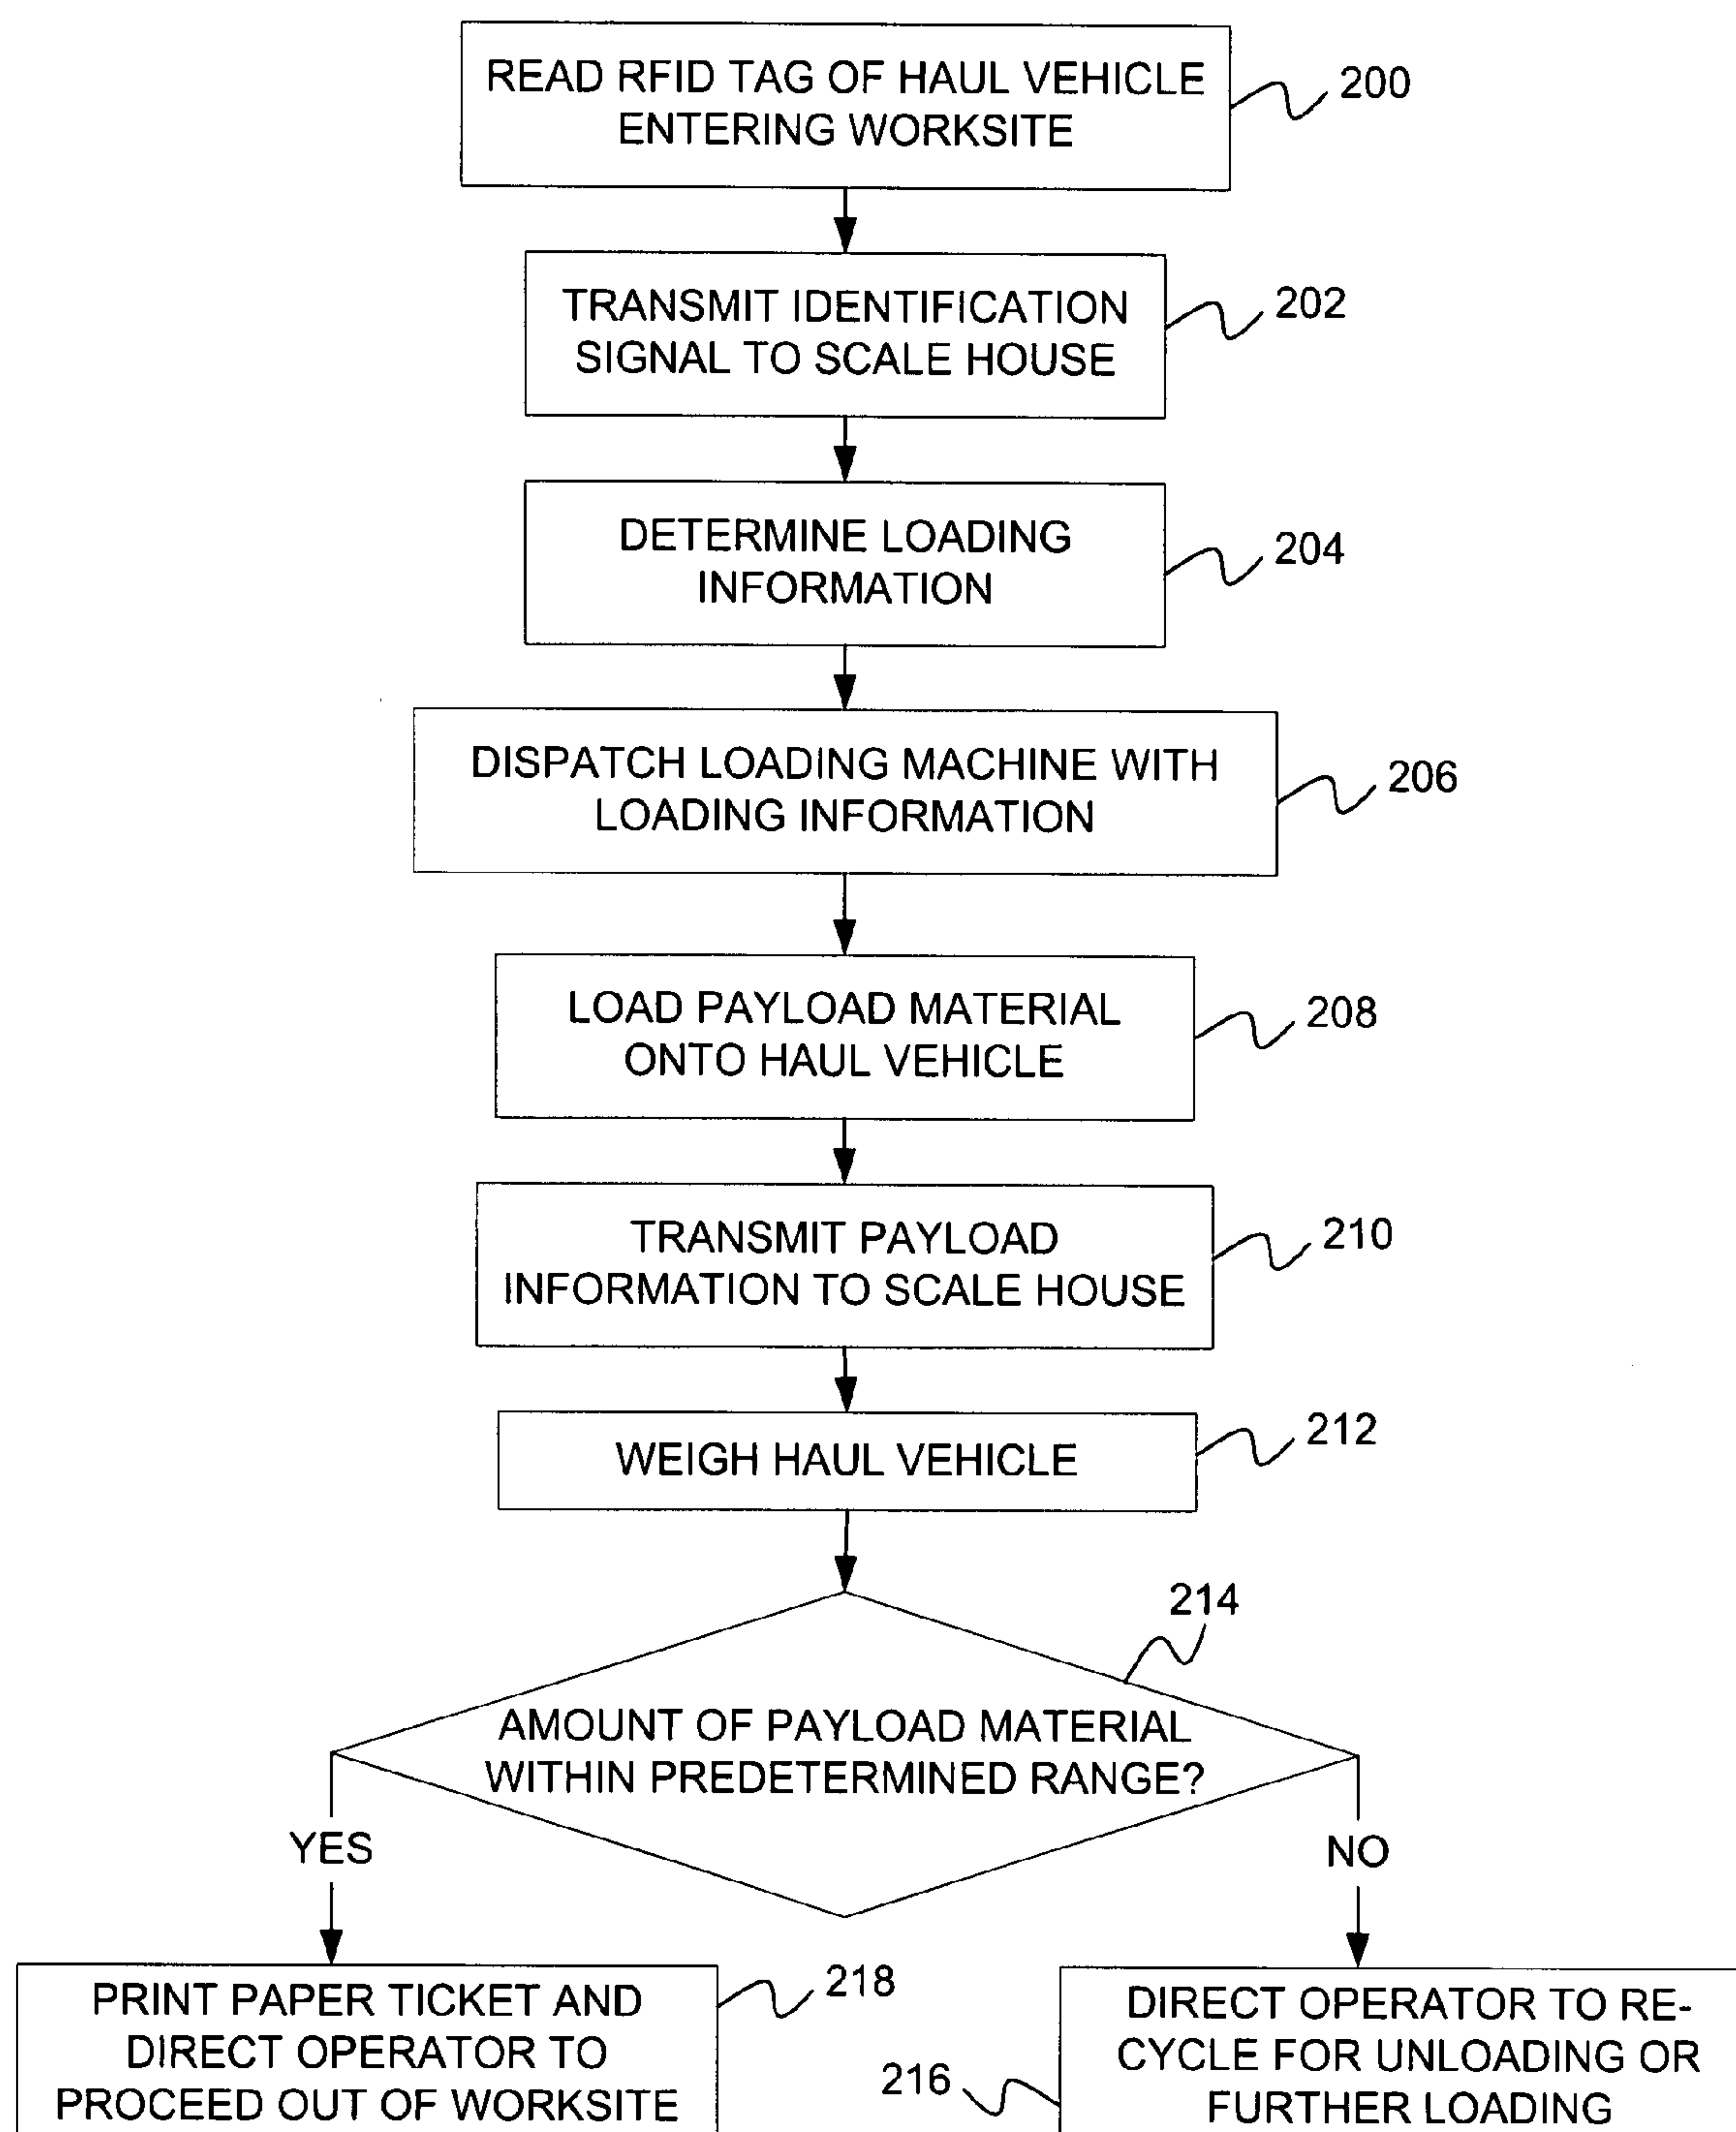 READ RFID TAG OF HAUL VEHICLE
ENTERING WORKSITE
200
TRANSMIT IDENTIFICATION
SIGNAL TO SCALE HOUSE
202
DETERMINE LOADING
INFORMATION
204
DISPATCH LOADING MACHINE WITH
LOADING INFORMATION
206
LOAD PAYLOAD MATERIAL
ONTO HAUL VEHICLE
208
TRANSMIT PAYLOAD
INFORMATION TO SCALE HOUSE
210
WEIGH HAUL VEHICLE
212
214
AMOUNT OF PAYLOAD MATERIAL
WITHIN PREDETERMINED RANGE?
YES
NO
PRINT PAPER TICKET AND
DIRECT OPERATOR TO
PROCEED OUT OF WORKSITE
218
DIRECT OPERATOR TO RE-
CYCLE FOR UNLOADING OR
FURTHER LOADING
216